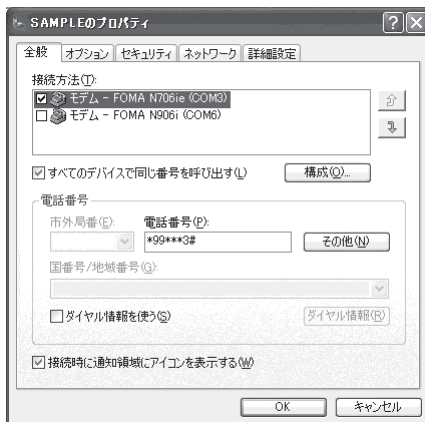 SAMPLEのプロパティ
全般 オプション セキュリティ ネットワーク 詳細設定
接続方法(T):
モデム - FOMA N706ie (COM3)
モデム - FOMA N906i (COM6)
すべてのデバイスで同じ番号を呼び出す(L) 構成(O)...
電話番号
市外局番(E): 電話番号(P):
*99***3# その他(N)
国番号/地域番号(G):
ダイヤル情報を使う(S) ダイヤル情報(R)
接続時に通知領域にアイコンを表示する(W)
OK キャンセル